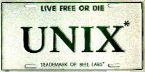 LIVE FREE OR DIE
UNIX*
TRADEMARK OF BELL LABS